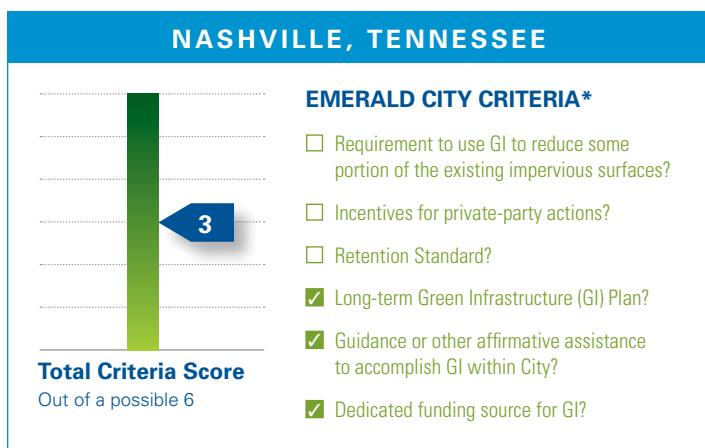 NASHVILLE, TENNESSEE
EMERALD CITY CRITERIA*
Requirement to use GI to reduce some
portion of the existing impervious surfaces?
Incentives for private-party actions?
Retention Standard?
Long-term Green Infrastructure (GI) Plan?
Guidance or other affirmative assistance
to accomplish GI within City?
Dedicated funding source for GI?
3
Total Criteria Score
Out of a possible 6